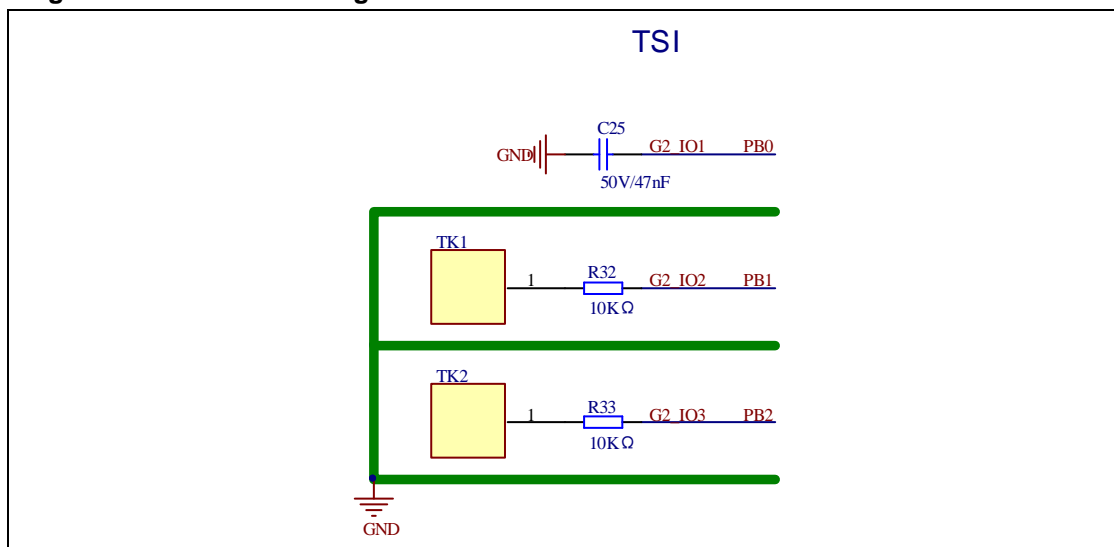 TSI
C25
GND
G2_IO1
PB0
50V/47nF
TK1
1
R32
G2_IO2
PB1
10KΩ
TK2
1
R33
G2_IO3
PB2
10KΩ
GND